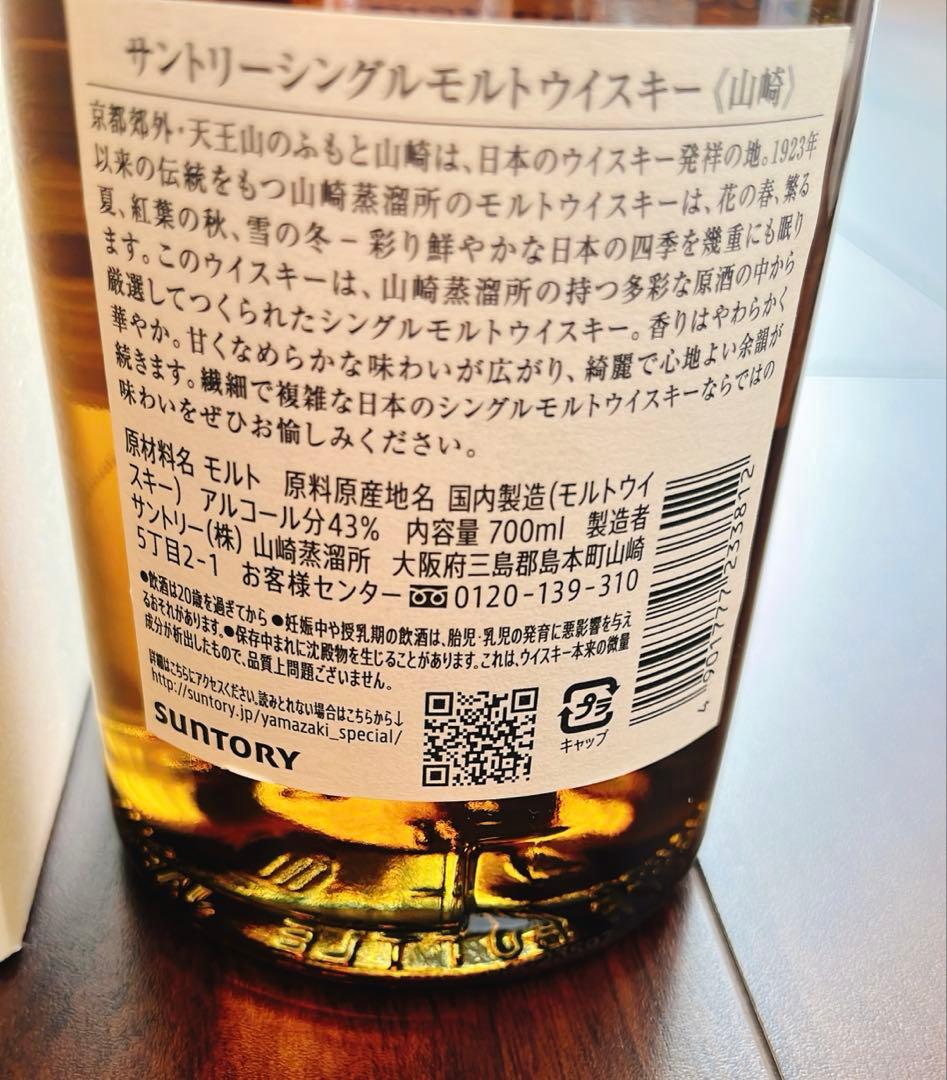 サントリーシングルモルトウイスキー《山崎》
京都郊外・天王山のふもと山崎は、日本のウイスキー発祥の地。1923年
以来の伝統をもつ山崎蒸溜所のモルトウイスキーは、花の春、繁る
夏、紅葉の秋、雪の冬－彩り鮮やかな日本の四季を幾重にも眠り
ます。このウイスキーは、山崎蒸溜所の持つ多彩な原酒の中から
厳選してつくられたシングルモルトウイスキー。香りはやわらかく
華やか。甘くなめらかな味わいが広がり、綺麗で心地よい余韻が
続きます。繊細で複雑な日本のシングルモルトウイスキーならではの
味わいをぜひお愉しみください。
原材料名 モルト 原料原産地名 国内製造(モルトウイ
スキー) アルコール分43% 内容量 700ml 製造者
サントリー(株) 山崎蒸溜所 大阪府三島郡島本町山崎
5丁目2-1 お客様センター 0120-139-310
●飲酒は20歳を過ぎてから ●妊娠中や授乳期の飲酒は、胎児・乳児の発育に悪影響を与え
るおそれがあります。●保存中まれに沈殿物を生じることがあります。これは、ウイスキー本来の微量
成分が析出したもので、品質上問題ございません。
詳細はこちらにアクセスください。読みとれない場合はこちらから↓
http://suntory.jp/yamazaki_special/
SUNTORY
プラ
キャップ
4 901777 233812